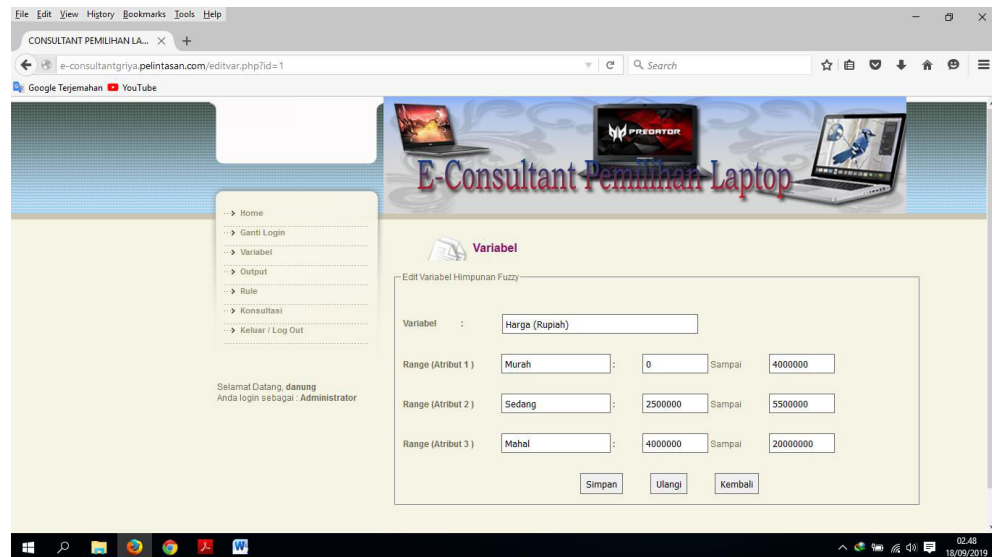 File Edit View History Bookmarks Tools Help
CONSULTANT PEMILIHAN LA...
e-consultantgriya.pelintasan.com/editvar.php?id=1
Search
Google Terjemahan YouTube
PREDATOR
E-Consultant Pemilihan Laptop
Home
Ganti Login
Variabel
Output
Rule
Konsultasi
Keluar / Log Out
Selamat Datang, danung
Anda login sebagai : Administrator
Variabel
Edit Variabel Himpunan Fuzzy
Variabel : Harga (Rupiah)
Range (Atribut 1 ) Murah : 0 Sampai 4000000
Range (Atribut 2 ) Sedang : 2500000 Sampai 5500000
Range (Atribut 3 ) Mahal : 4000000 Sampai 20000000
Simpan Ulangi Kembali
02.48
18/09/2019